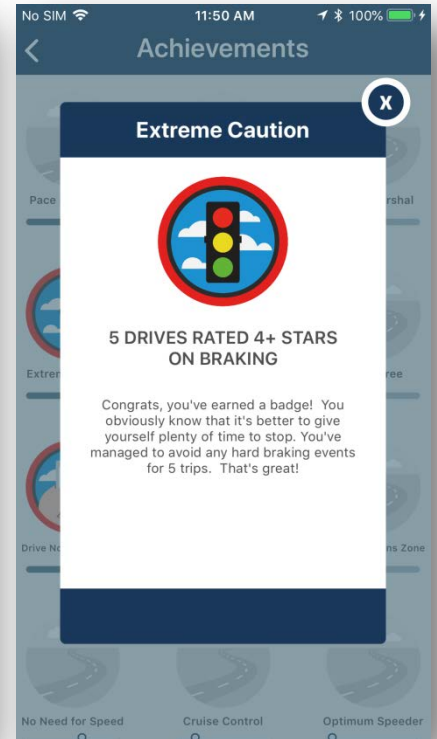 No SIM 11:50 AM 100%
Achievements
X
Extreme Caution
Pace
rshal
5 DRIVES RATED 4+ STARS
ON BRAKING
Extrem
ree
Congrats, you've earned a badge! You
obviously know that it's better to give
yourself plenty of time to stop. You've
managed to avoid any hard braking events
for 5 trips. That's great!
Drive No
ns Zone
No Need for Speed Cruise Control Optimum Speeder